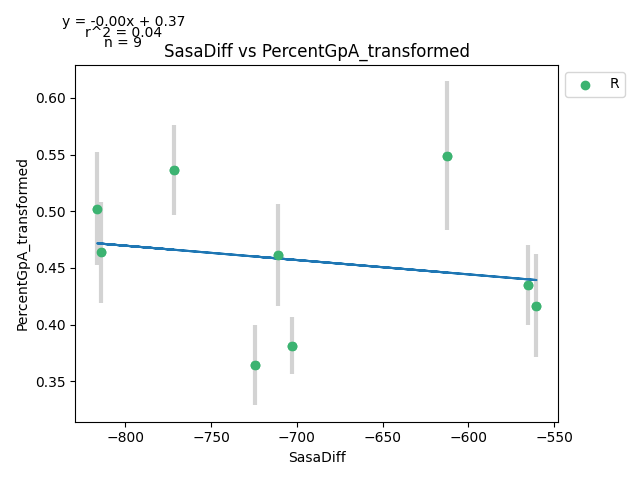 y = -0.00x + 0.37
r^2 = 0.04
n = 9
SasaDiff vs PercentGpA_transformed
R
PercentGpA_transformed
0.60
0.55
0.50
0.45
0.40
0.35
−800
−750
−700
−650
−600
−550
SasaDiff